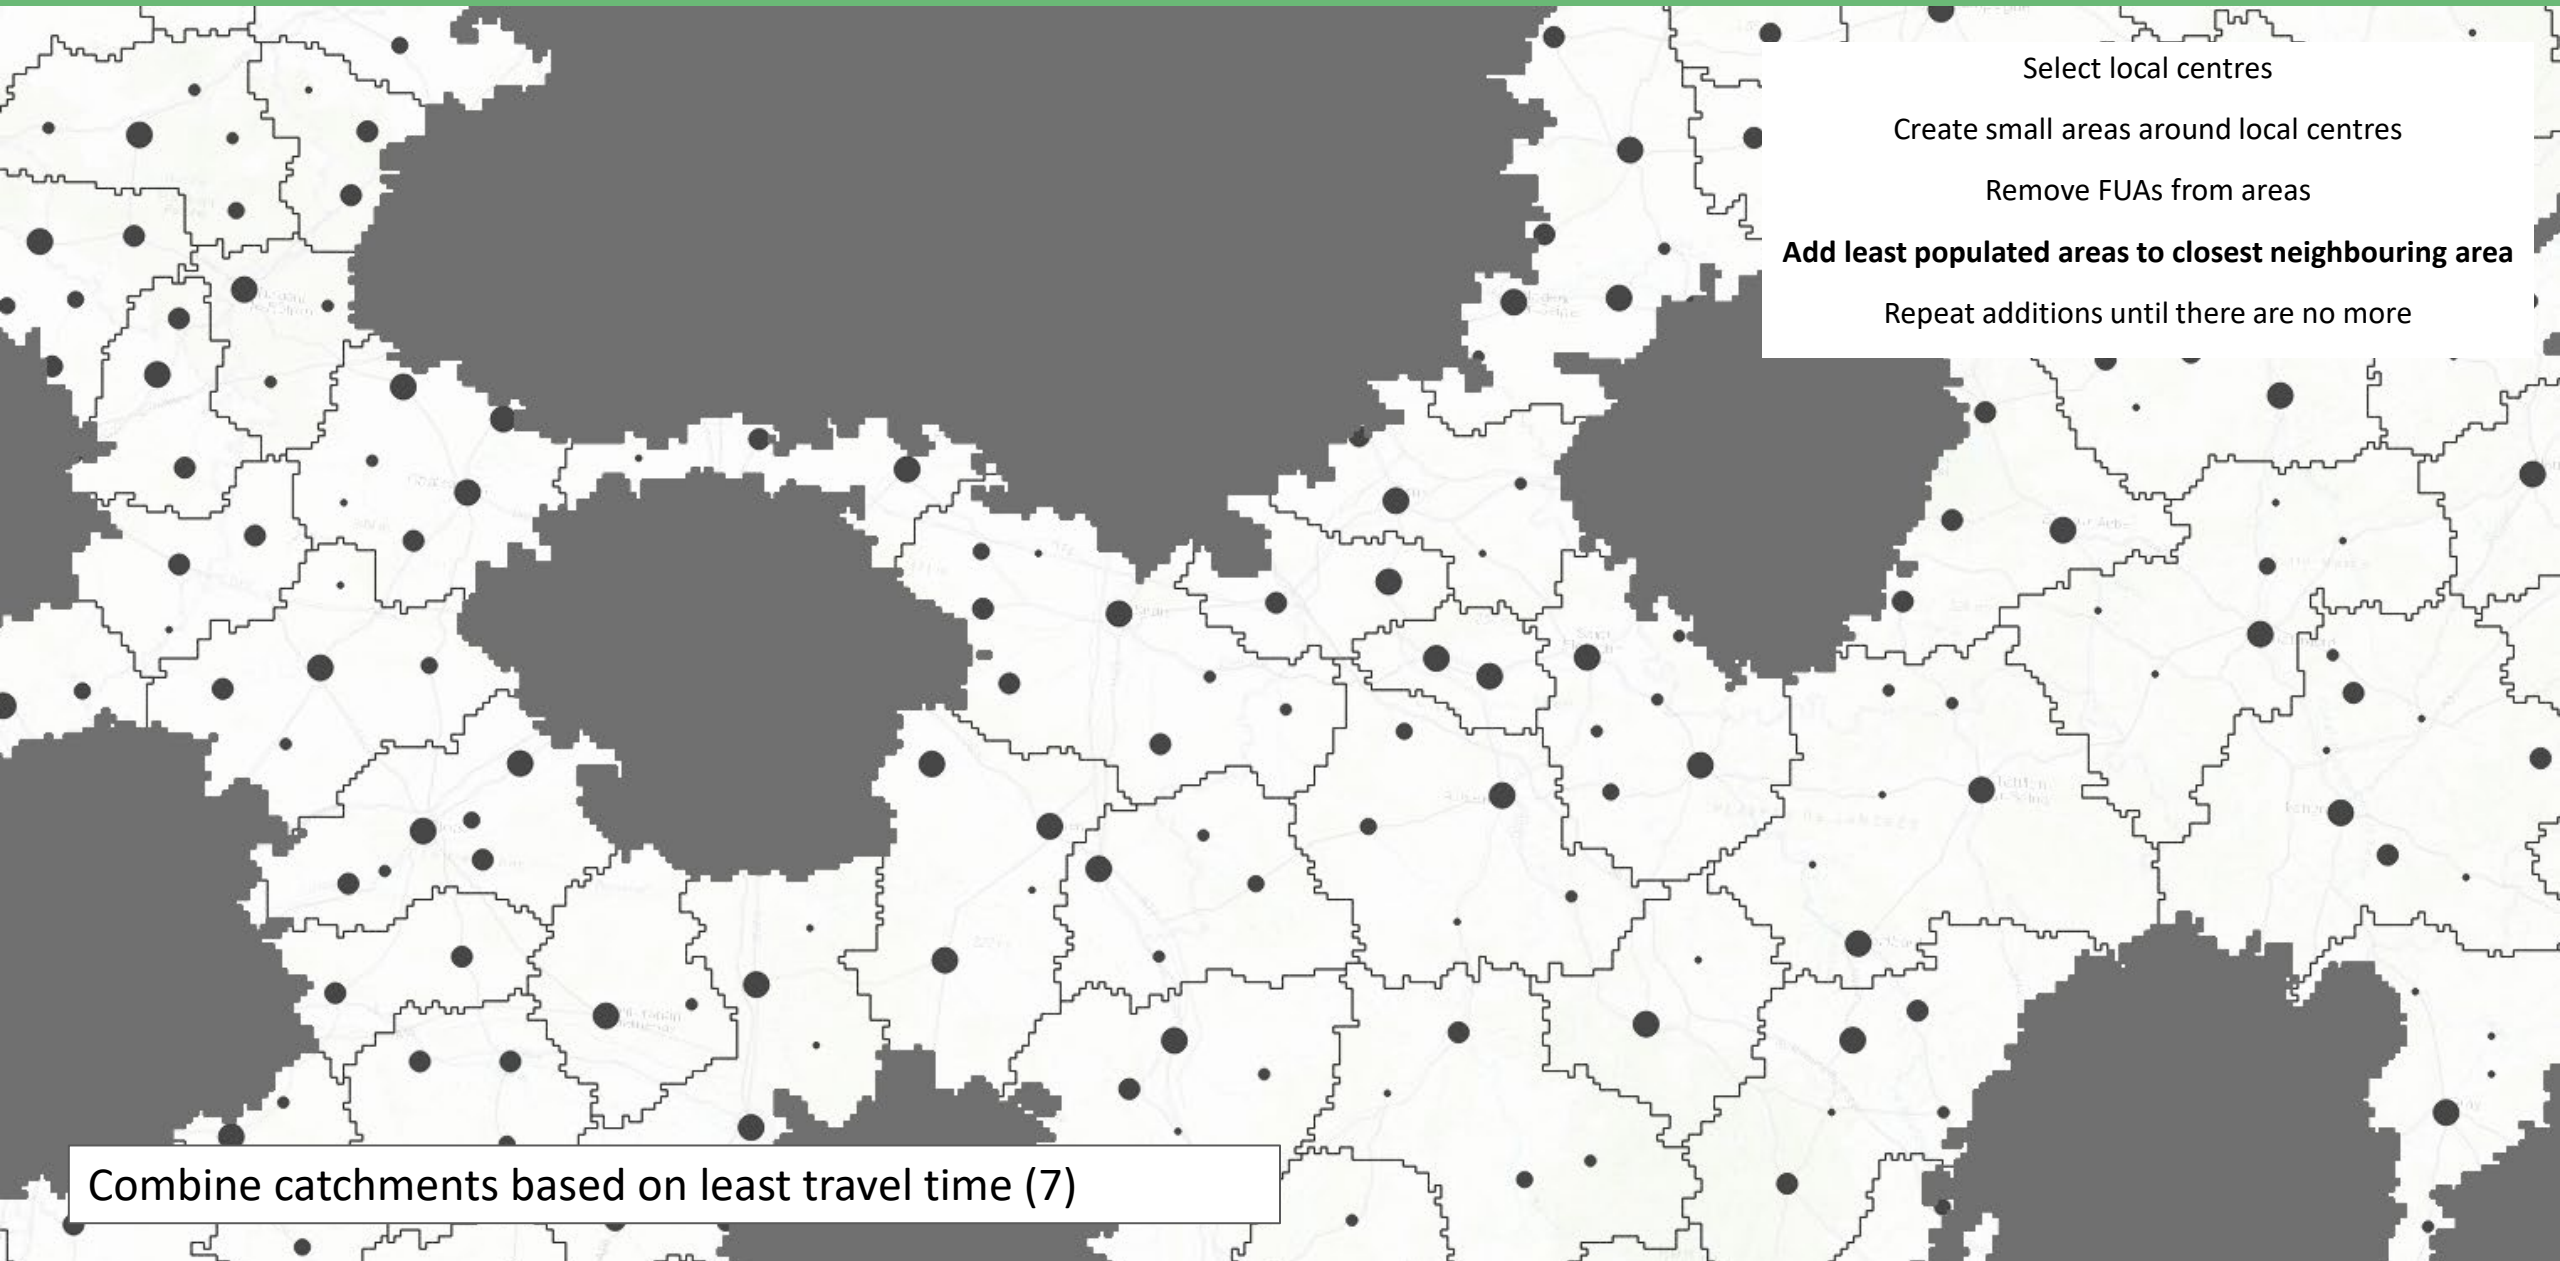 Select local centres
Create small areas around local centres
Remove FUAs from areas
Add least populated areas to closest neighbouring area
Repeat additions until there are no more
Combine catchments based on least travel time (7)